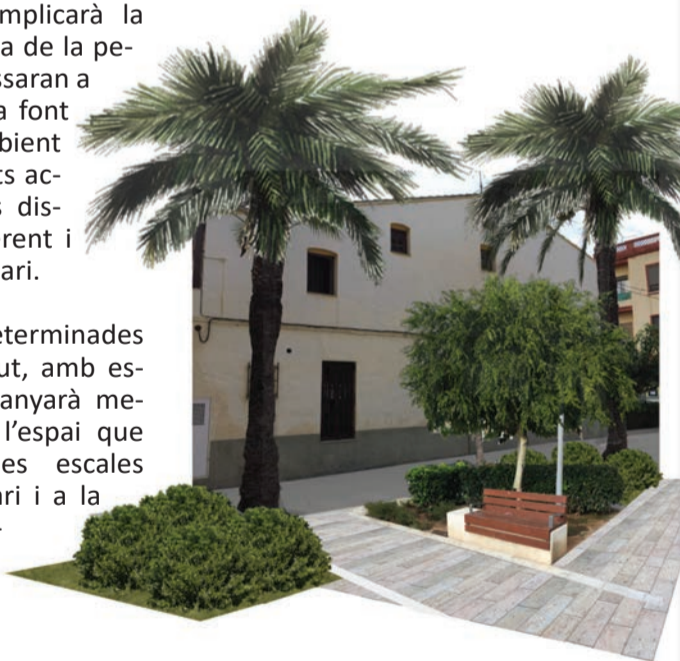 mplicarà la
a de la pe-
ssaran a
a font
bient
ts ac-
s dis-
erent i
ari.
eterminades
ut, amb es-
anyarà me-
l’espai que
es escales
ari i a la